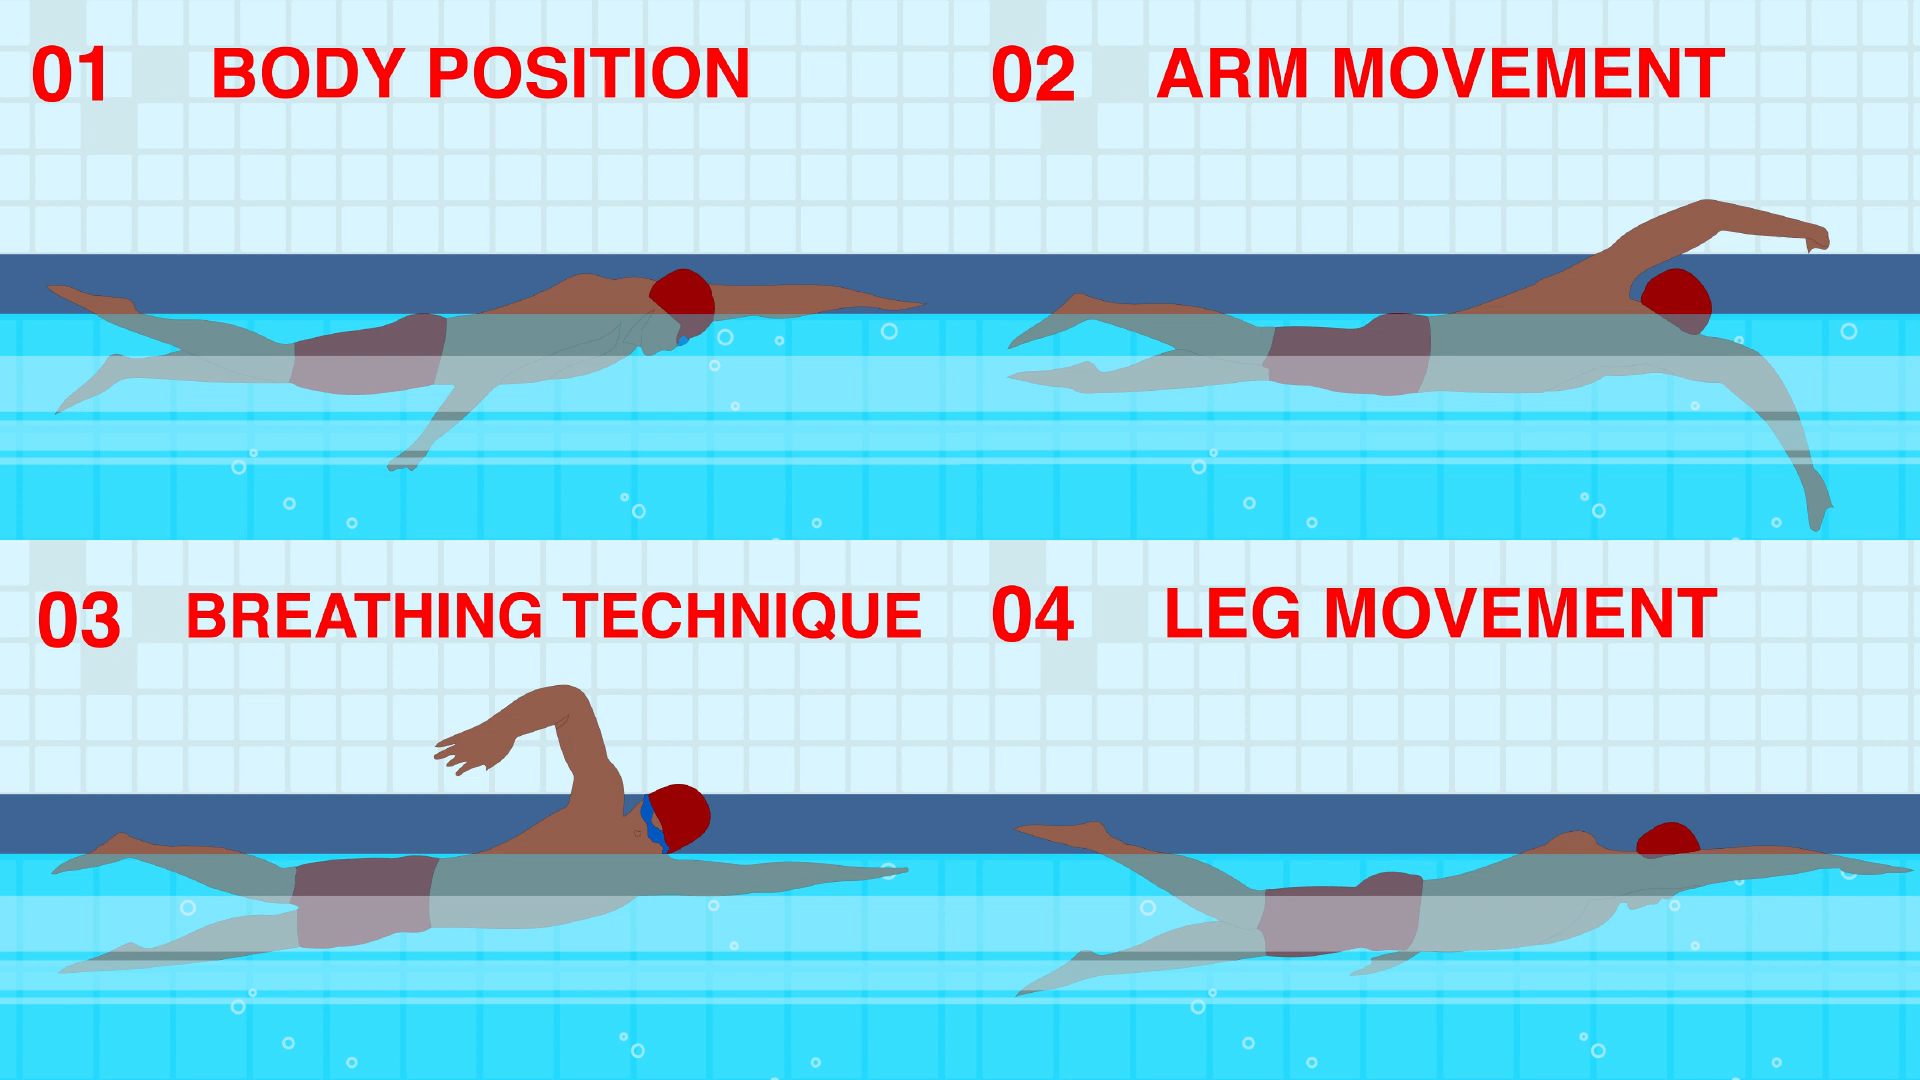 01 BODY POSITION
02 ARM MOVEMENT
03 BREATHING TECHNIQUE
04 LEG MOVEMENT